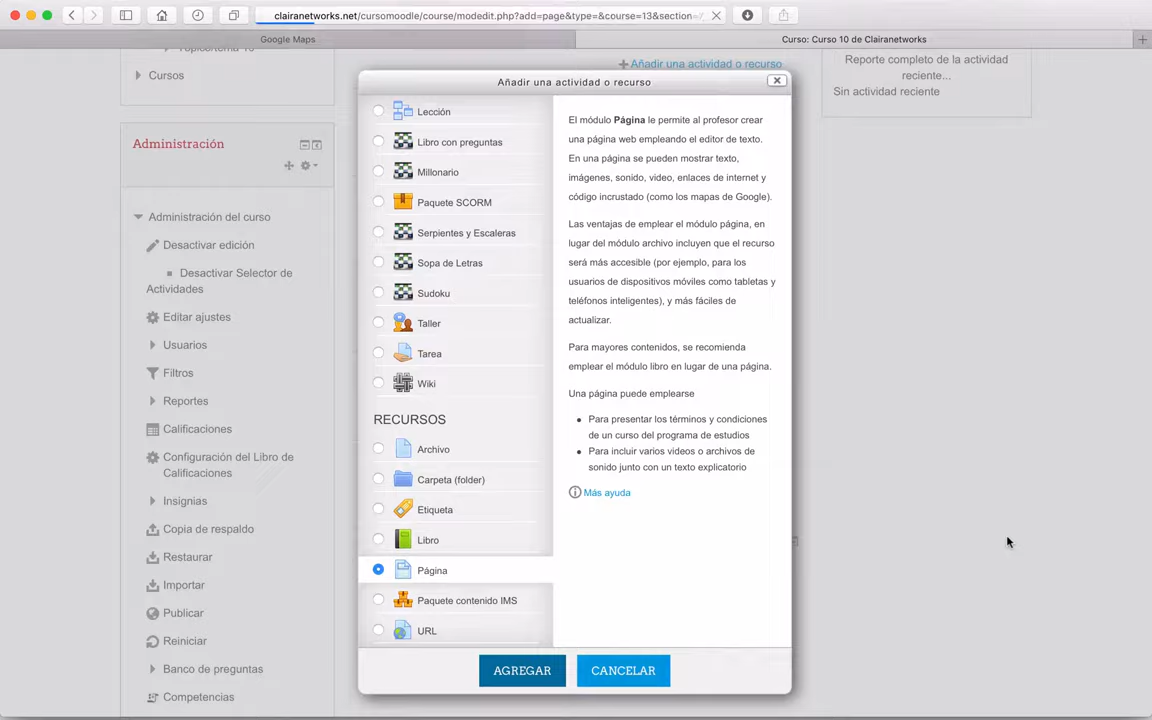 clairanetworks.net/cursomoodle/course/modedit.php?add=page&type=&course=13&section=
Google Maps
Curso: Curso 10 de Clairanetworks
Cursos
Añadir una actividad o recurso
Reporte completo de la actividad
reciente...
Sin actividad reciente
Administración
Administración del curso
Desactivar edición
Desactivar Selector de
Actividades
Editar ajustes
Usuarios
Filtros
Reportes
Calificaciones
Configuración del Libro de
Calificaciones
Insignias
Copia de respaldo
Restaurar
Importar
Publicar
Reiniciar
Banco de preguntas
Competencias
Añadir una actividad o recurso
Lección
Libro con preguntas
Millonario
Paquete SCORM
Serpientes y Escaleras
Sopa de Letras
Sudoku
Taller
Tarea
Wiki
RECURSOS
Archivo
Carpeta (folder)
Etiqueta
Libro
Página
Paquete contenido IMS
URL
El módulo Página le permite al profesor crear
una página web empleando el editor de texto.
En una página se pueden mostrar texto,
imágenes, sonido, video, enlaces de internet y
código incrustado (como los mapas de Google).
Las ventajas de emplear el módulo página, en
lugar del módulo archivo incluyen que el recurso
será más accesible (por ejemplo, para los
usuarios de dispositivos móviles como tabletas y
teléfonos inteligentes), y más fáciles de
actualizar.
Para mayores contenidos, se recomienda
emplear el módulo libro en lugar de una página.
Una página puede emplearse
Para presentar los términos y condiciones
de un curso del programa de estudios
Para incluir varios videos o archivos de
sonido junto con un texto explicatorio
Más ayuda
AGREGAR
CANCELAR